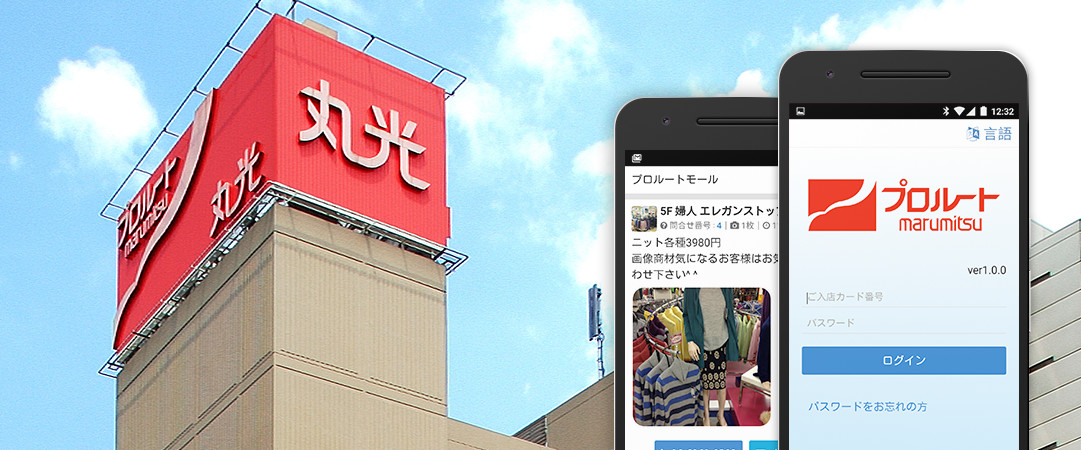 丸光
プロルート
丸光
marumitsu
プロルートモール
5F 婦人 エレガンストップ
問合せ番号 : 4 | 1枚 |
ニット各種3980円
画像商材気になるお客様はお気
わせ下さい^ ^
12:32
言語
プロルート
marumitsu
ver1.0.0
ご入店カード番号
パスワード
ログイン
パスワードをお忘れの方